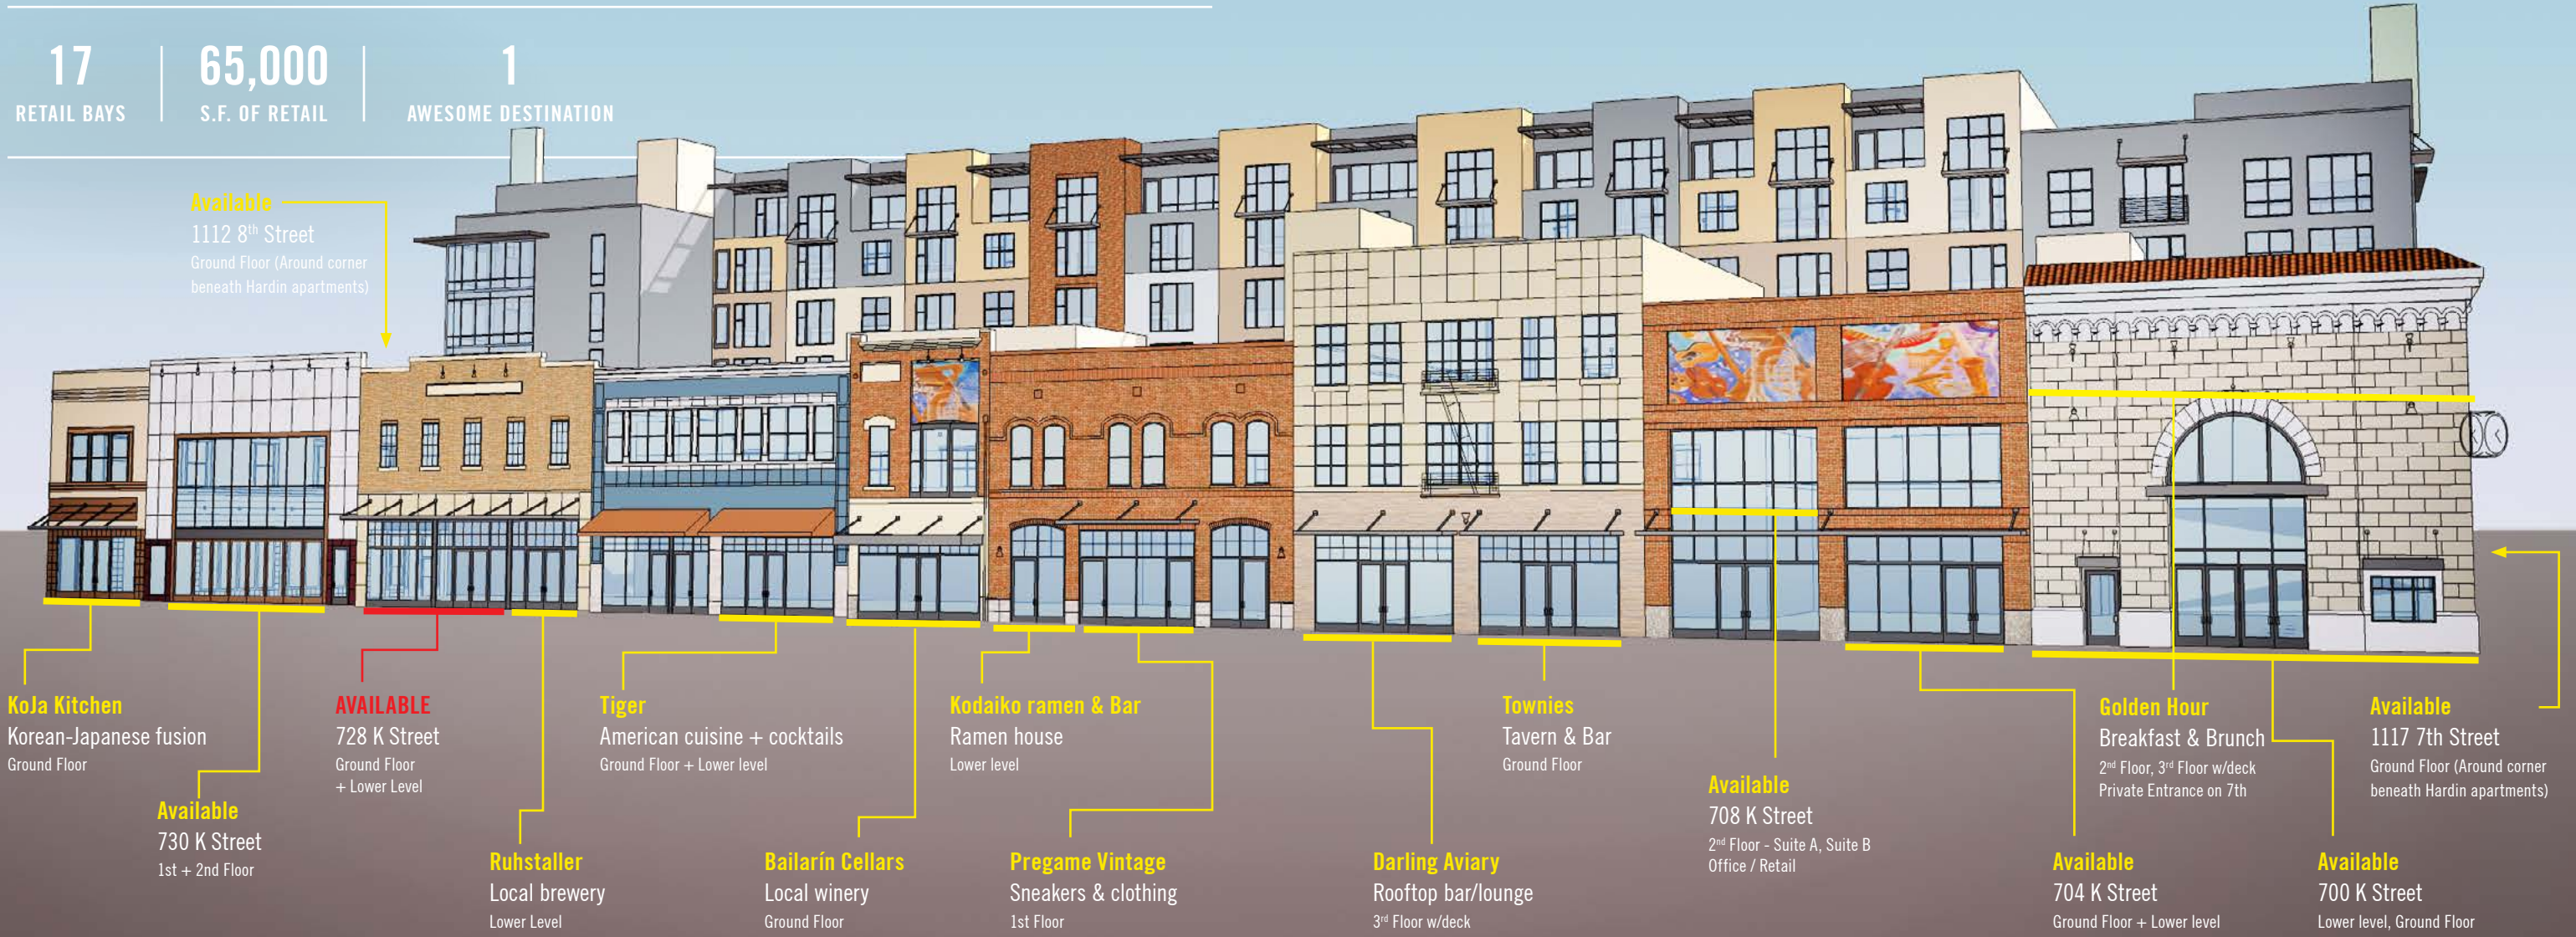 17
RETAIL BAYS
65,000
S.F. OF RETAIL
1
AWESOME DESTINATION
Available
1112 8th Street
Ground Floor (Around corner
beneath Hardin apartments)
KoJa Kitchen
Korean-Japanese fusion
Ground Floor
Available
730 K Street
1st + 2nd Floor
AVAILABLE
728 K Street
Ground Floor
+ Lower Level
Ruhstaller
Local brewery
Lower Level
Tiger
American cuisine + cocktails
Ground Floor + Lower level
Bailarín Cellars
Local winery
Ground Floor
Kodaiko ramen & Bar
Ramen house
Lower level
Pregame Vintage
Sneakers & clothing
1st Floor
Darling Aviary
Rooftop bar/lounge
3rd Floor w/deck
Townies
Tavern & Bar
Ground Floor
Available
708 K Street
2nd Floor - Suite A, Suite B
Office / Retail
Available
704 K Street
Ground Floor + Lower level
Golden Hour
Breakfast & Brunch
2nd Floor, 3rd Floor w/deck
Private Entrance on 7th
Available
700 K Street
Lower level, Ground Floor
Available
1117 7th Street
Ground Floor (Around corner
beneath Hardin apartments)